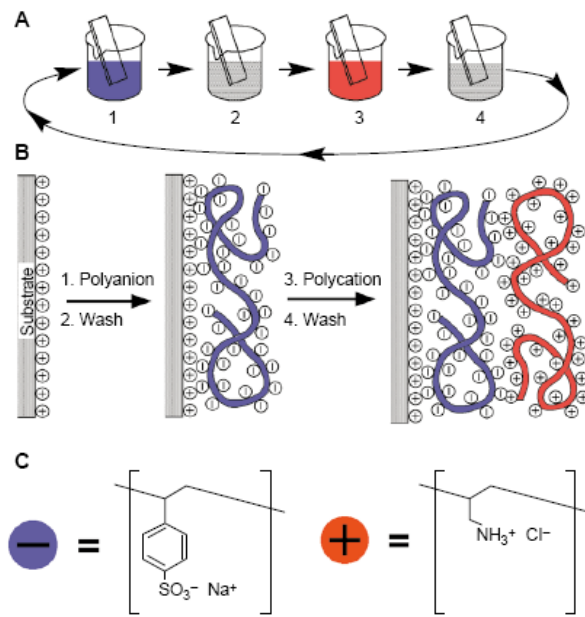 A
1 2 3 4
B
Substrate
1. Polyanion
2. Wash
3. Polycation
4. Wash
C
− =
SO₃⁻ Na⁺
+ =
NH₃⁺ Cl⁻